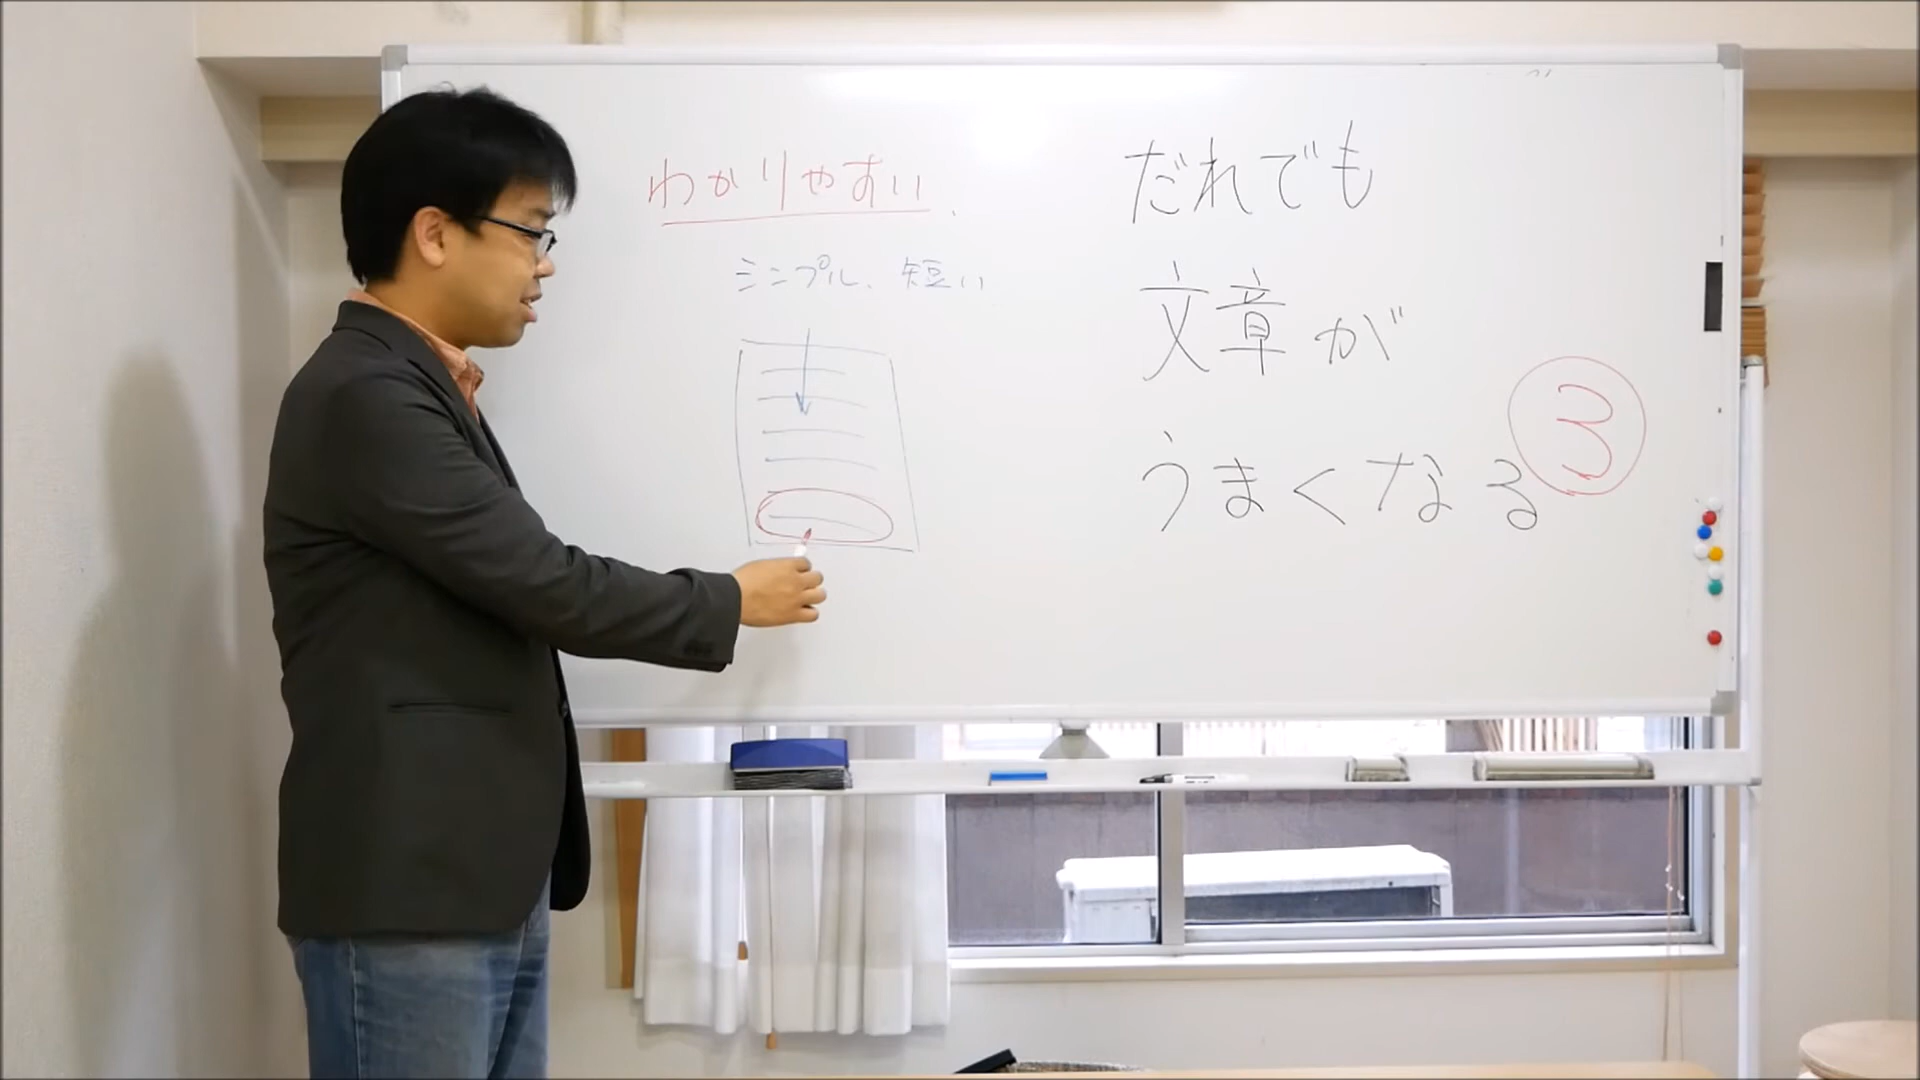 わかりやすい.
シンプル、短い
だれでも
文章が
うまくなる
3